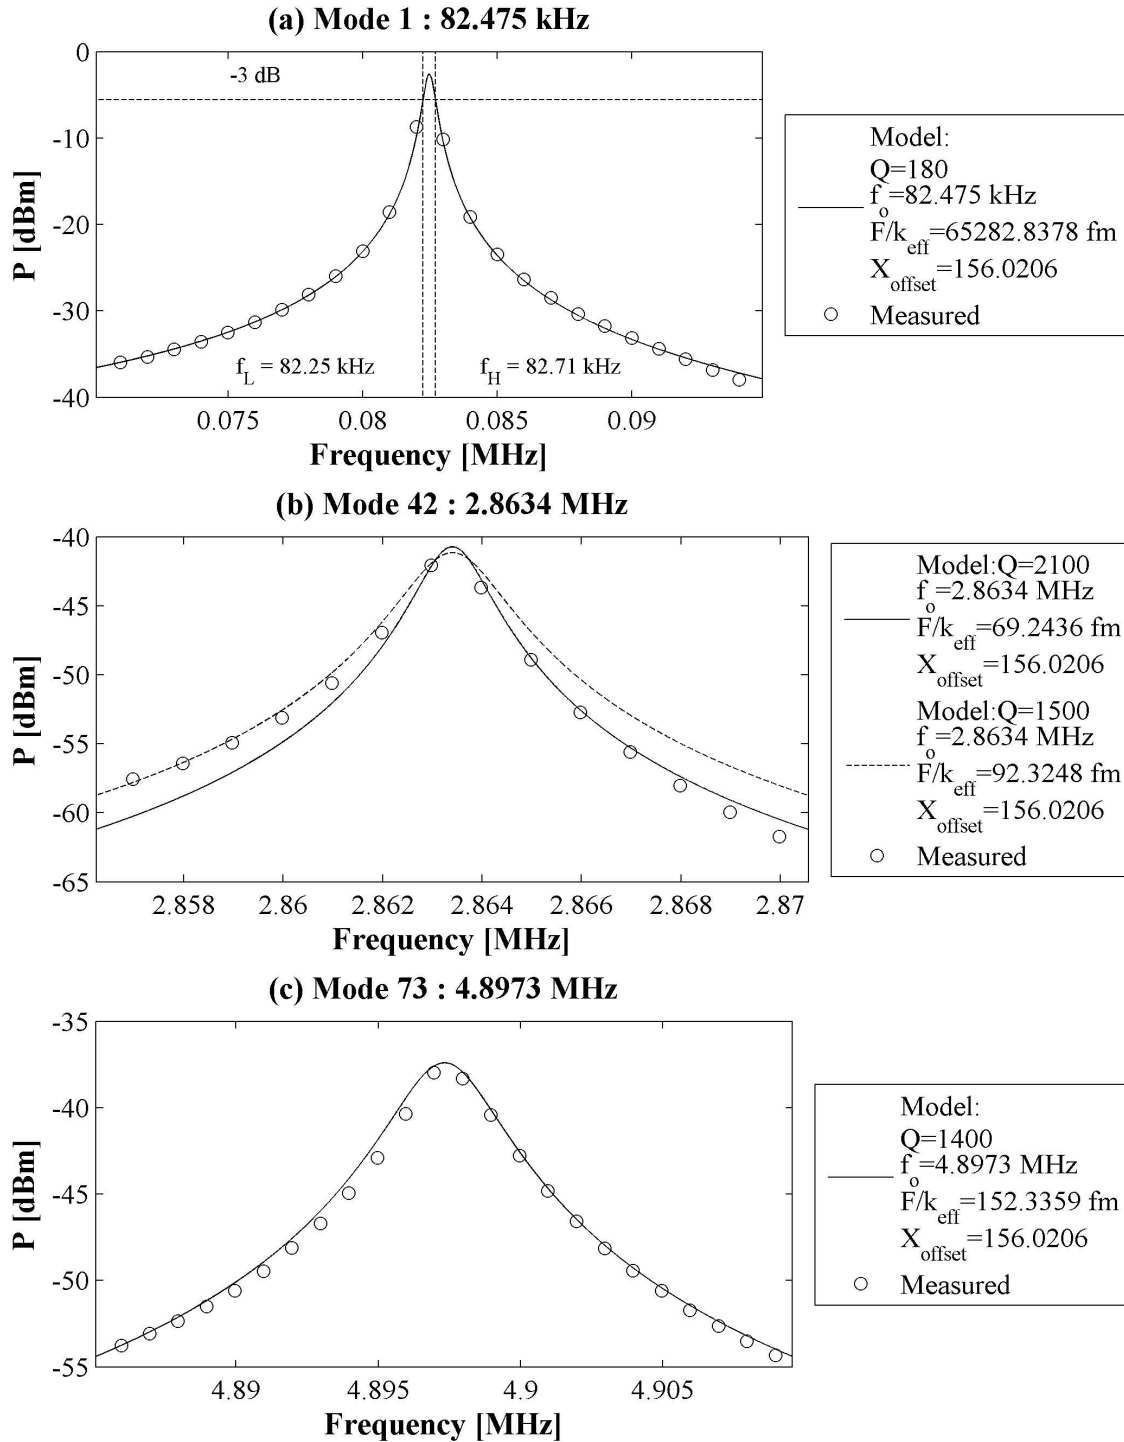 (a) Mode 1 : 82.475 kHz
0
-10
-20
-30
-40
P [dBm]
-3 dB
f_L = 82.25 kHz
f_H = 82.71 kHz
0.075
0.08
0.085
0.09
Frequency [MHz]
Model:
Q=180
f_o=82.475 kHz
F/k_eff=65282.8378 fm
X_offset=156.0206
Measured
(b) Mode 42 : 2.8634 MHz
-40
-45
-50
-55
-60
-65
P [dBm]
2.858
2.86
2.862
2.864
2.866
2.868
2.87
Frequency [MHz]
Model:Q=2100
f_o=2.8634 MHz
F/k_eff=69.2436 fm
X_offset=156.0206
Model:Q=1500
f_o=2.8634 MHz
F/k_eff=92.3248 fm
X_offset=156.0206
Measured
(c) Mode 73 : 4.8973 MHz
-35
-40
-45
-50
-55
P [dBm]
4.89
4.895
4.9
4.905
Frequency [MHz]
Model:
Q=1400
f_o=4.8973 MHz
F/k_eff=152.3359 fm
X_offset=156.0206
Measured